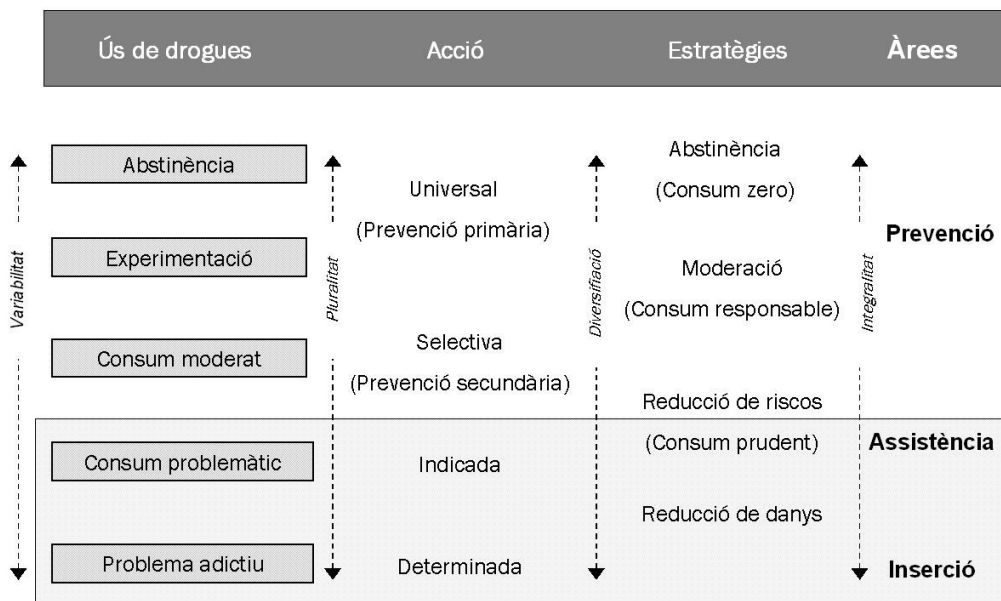 Ús de drogues
Acció
Estratègies
Àrees
Variabilitat
Abstinència
Experimentació
Consum moderat
Consum problemàtic
Problema adictiu
Pluralitat
Universal
(Prevenció primària)
Selectiva
(Prevenció secundària)
Indicada
Determinada
Diversifiació
Abstinència
(Consum zero)
Moderació
(Consum responsable)
Reducció de riscos
(Consum prudent)
Reducció de danys
Integralitat
Prevenció
Assistència
Inserció